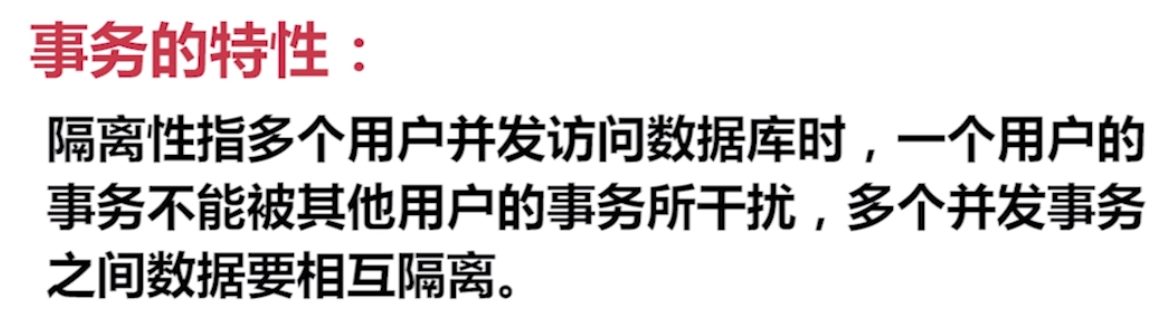 事务的特性：
隔离性指多个用户并发访问数据库时，一个用户的
事务不能被其他用户的事务所干扰，多个并发事务
之间数据要相互隔离。